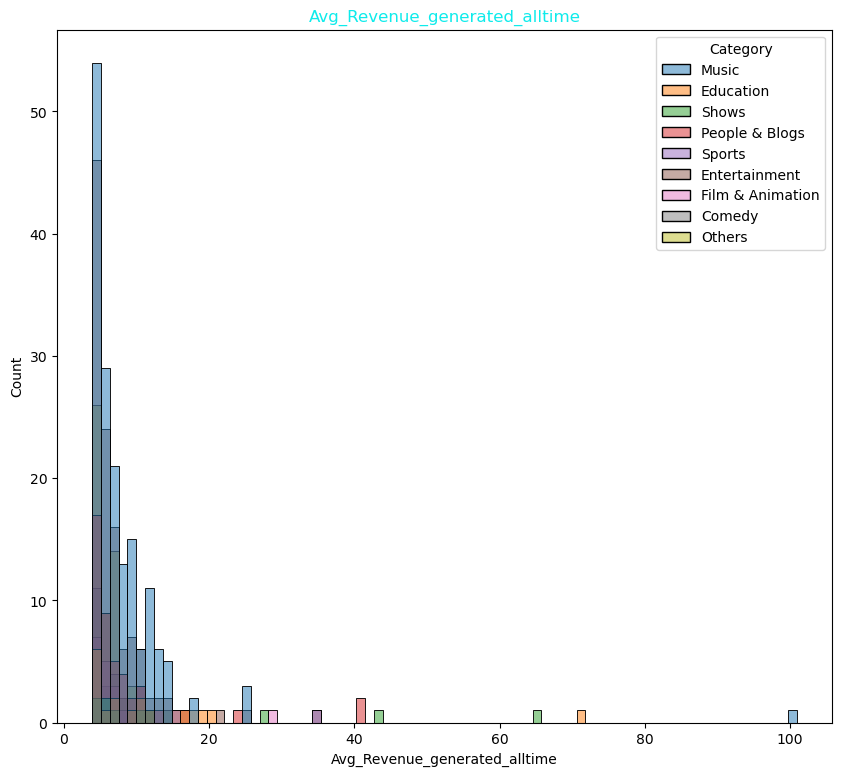 Avg_Revenue_generated_alltime
Category
Music
Education
Shows
People & Blogs
Sports
Entertainment
Film & Animation
Comedy
Others
50
40
30
20
10
0
Count
0 20 40 60 80 100
Avg_Revenue_generated_alltime